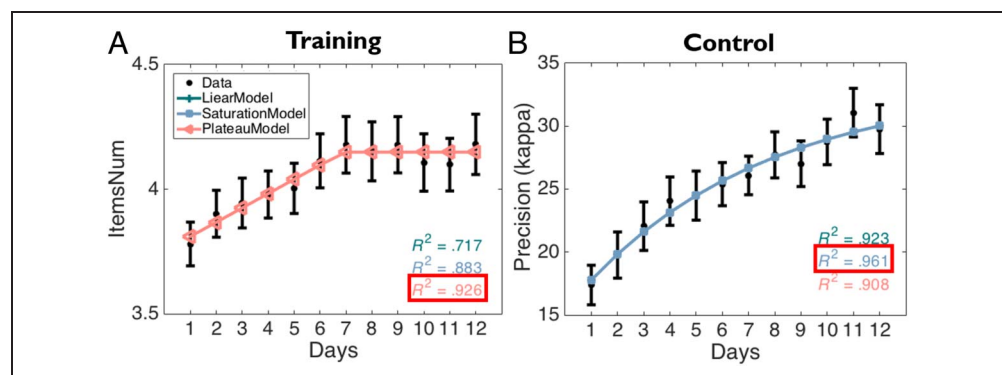 A
Training
4.5
4
3.5
ItemsNum
Data
LiearModel
SaturationModel
PlateauModel
R² = .717
R² = .883
R² = .926
1 2 3 4 5 6 7 8 9 10 11 12
Days
B
Control
35
30
25
20
15
Precision (kappa)
R² = .923
R² = .961
R² = .908
1 2 3 4 5 6 7 8 9 10 11 12
Days